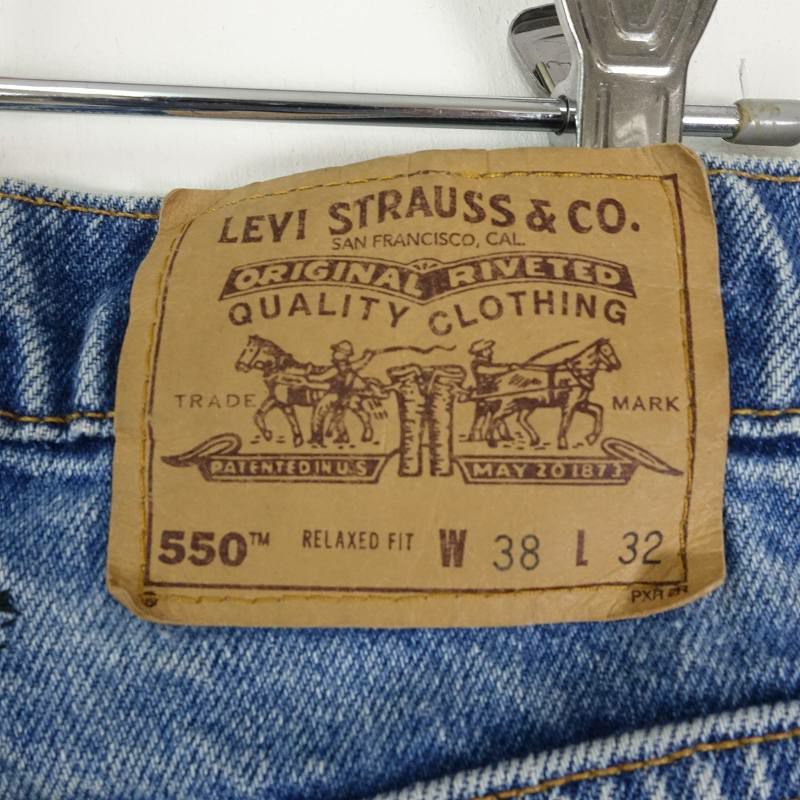 LEVI STRAUSS & CO.
SAN FRANCISCO, CAL.
ORIGINAL RIVETED
QUALITY CLOTHING
TRADE MARK
PATENTED IN U.S. MAY 20 1873
550™ RELAXED FIT W 38 L 32